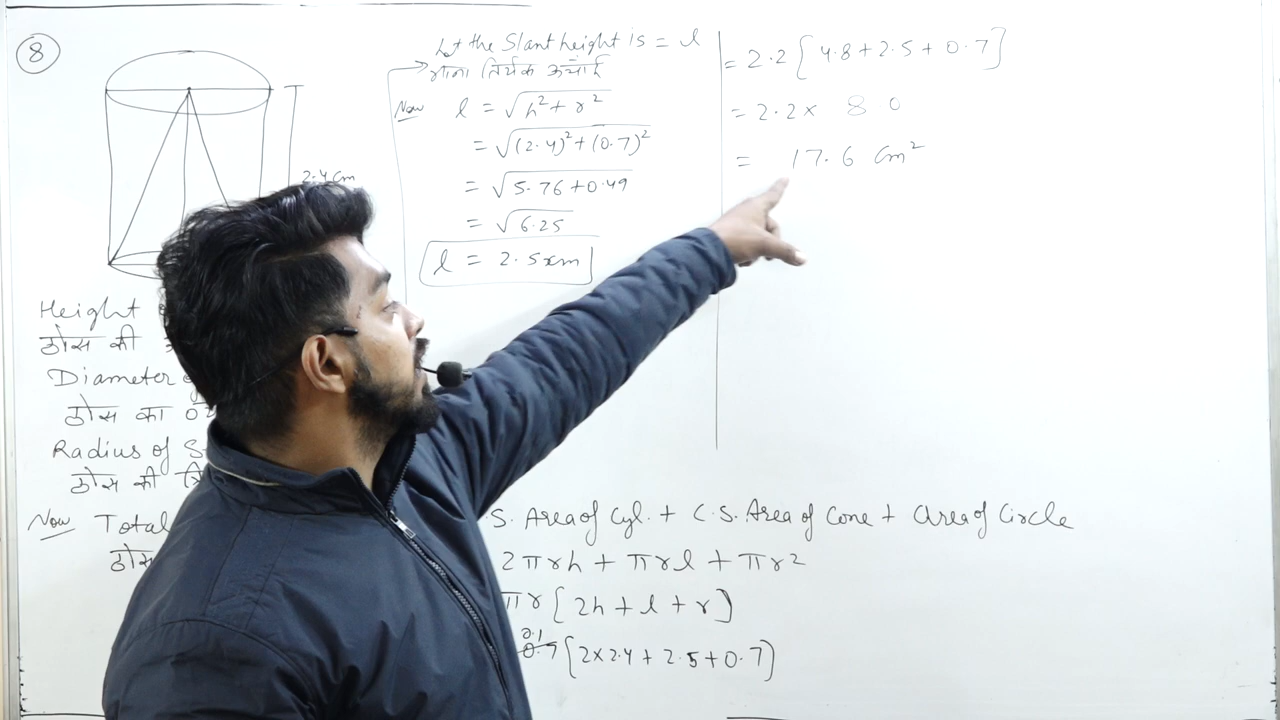 8
2.4 cm
Height
ठोस की
Diameter
ठोस का
Radius of S
ठोस की
Now Total
ठोस
Let the Slant height is = l
माना तिर्यक ऊंचाई
Now l = √h² + r²
= √(2.4)² + (0.7)²
= √5.76 + 0.49
= √6.25
l = 2.5 cm
= 2.2 [4.8 + 2.5 + 0.7]
= 2.2 × 8 0
= 17.6 cm²
.S. Area of Cyl. + C.S. Area of Cone + Area of Circle
2πrh + πrl + πr2
πr [2h + l + r]
0.1
0.7 [2×2.4 + 2.5 + 0.7]